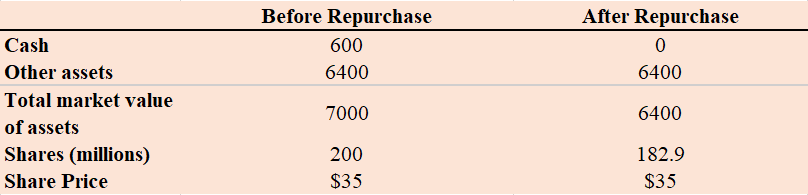 Before Repurchase After Repurchase
Cash 600 0
Other assets 6400 6400
Total market value
of assets 7000 6400
Shares (millions) 200 182.9
Share Price $35 $35